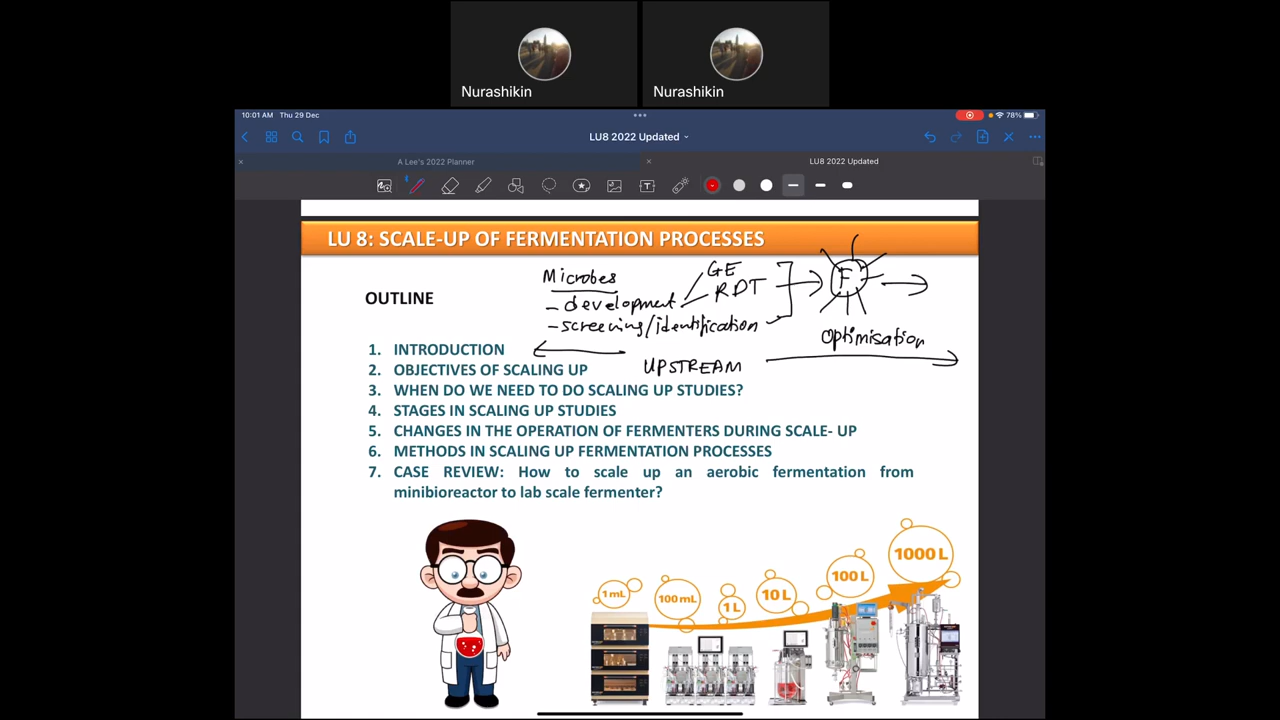 Nurashikin
Nurashikin
10:01 AM Thu 29 Dec
78%
LU8 2022 Updated
A Lee's 2022 Planner
LU8 2022 Updated
LU 8: SCALE-UP OF FERMENTATION PROCESSES
OUTLINE
Microbes
- development
GE
RDT
- screening/identification
F
Optimisation
UPSTREAM
1. INTRODUCTION
2. OBJECTIVES OF SCALING UP
3. WHEN DO WE NEED TO DO SCALING UP STUDIES?
4. STAGES IN SCALING UP STUDIES
5. CHANGES IN THE OPERATION OF FERMENTERS DURING SCALE- UP
6. METHODS IN SCALING UP FERMENTATION PROCESSES
7. CASE REVIEW: How to scale up an aerobic fermentation from
minibioreactor to lab scale fermenter?
1 mL
100 mL
1 L
10 L
100 L
1000 L